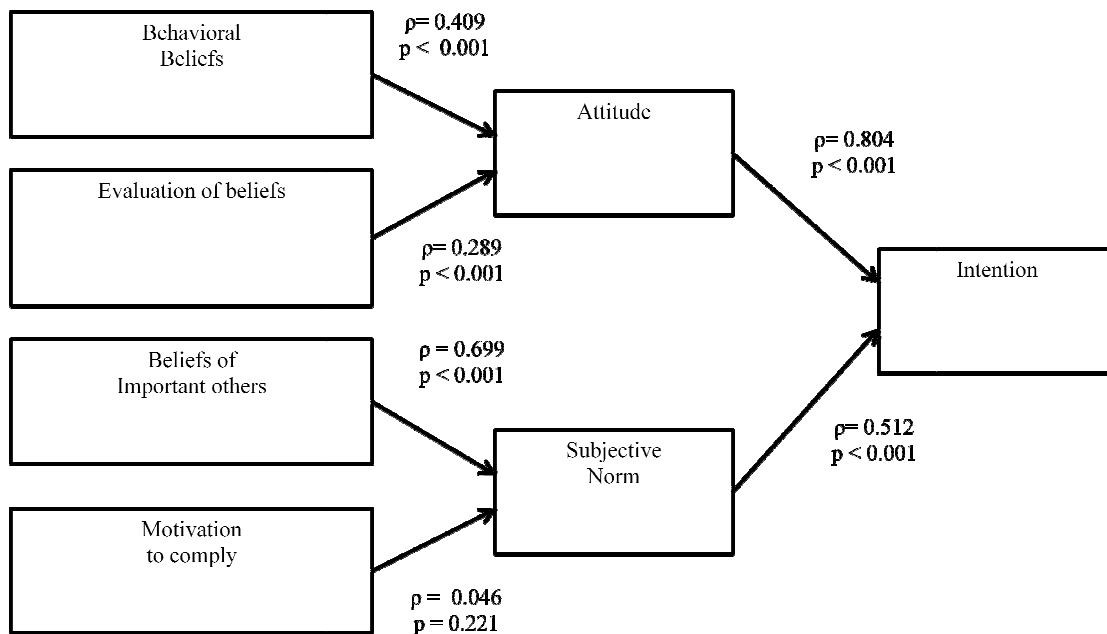 Behavioral
Beliefs
ρ= 0.409
p <  0.001
Attitude
Evaluation of beliefs
ρ= 0.289
p < 0.001
ρ= 0.804
p < 0.001
Intention
Beliefs of
Important others
ρ = 0.699
p < 0.001
Subjective
Norm
ρ= 0.512
p < 0.001
Motivation
to comply
ρ =  0.046
p = 0.221